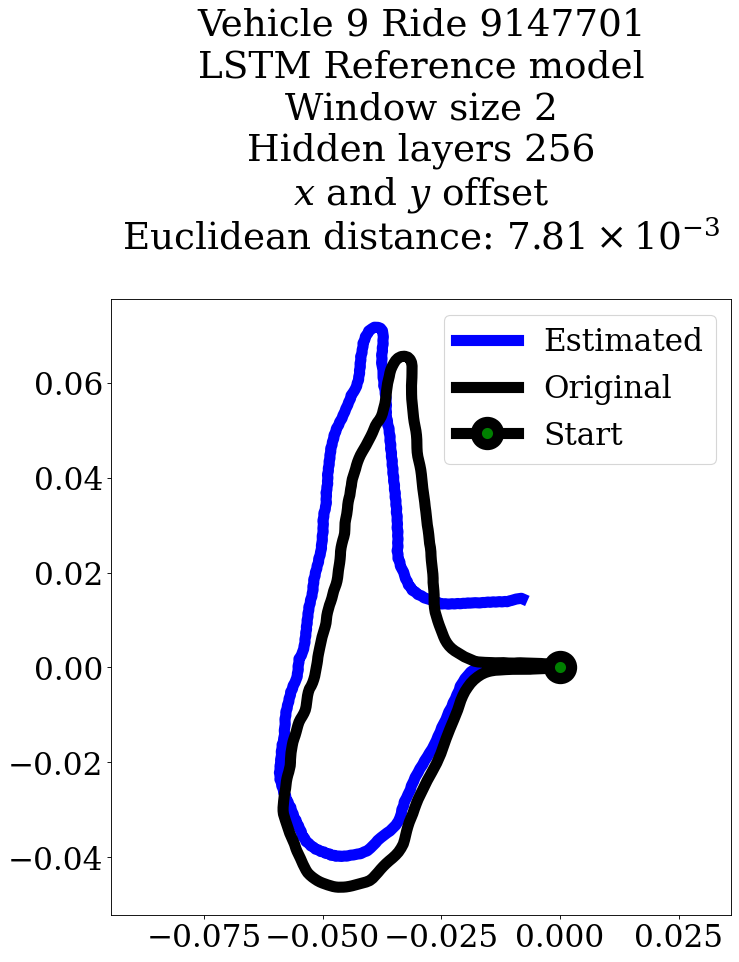 Vehicle 9 Ride 9147701
LSTM Reference model
Window size 2
Hidden layers 256
x and y offset
Euclidean distance: 7.81 × 10⁻³
Estimated
Original
Start
0.06
0.04
0.02
0.00
−0.02
−0.04
−0.075 −0.050 −0.025 0.000 0.025